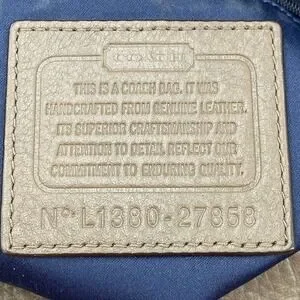 COACH
THIS IS A COACH BAG. IT WAS
HANDCRAFTED FROM GENUINE LEATHER.
ITS SUPERIOR CRAFTSMANSHIP AND
ATTENTION TO DETAIL REFLECT OUR
COMMITMENT TO ENDURING QUALITY.
Nº L1380-27858